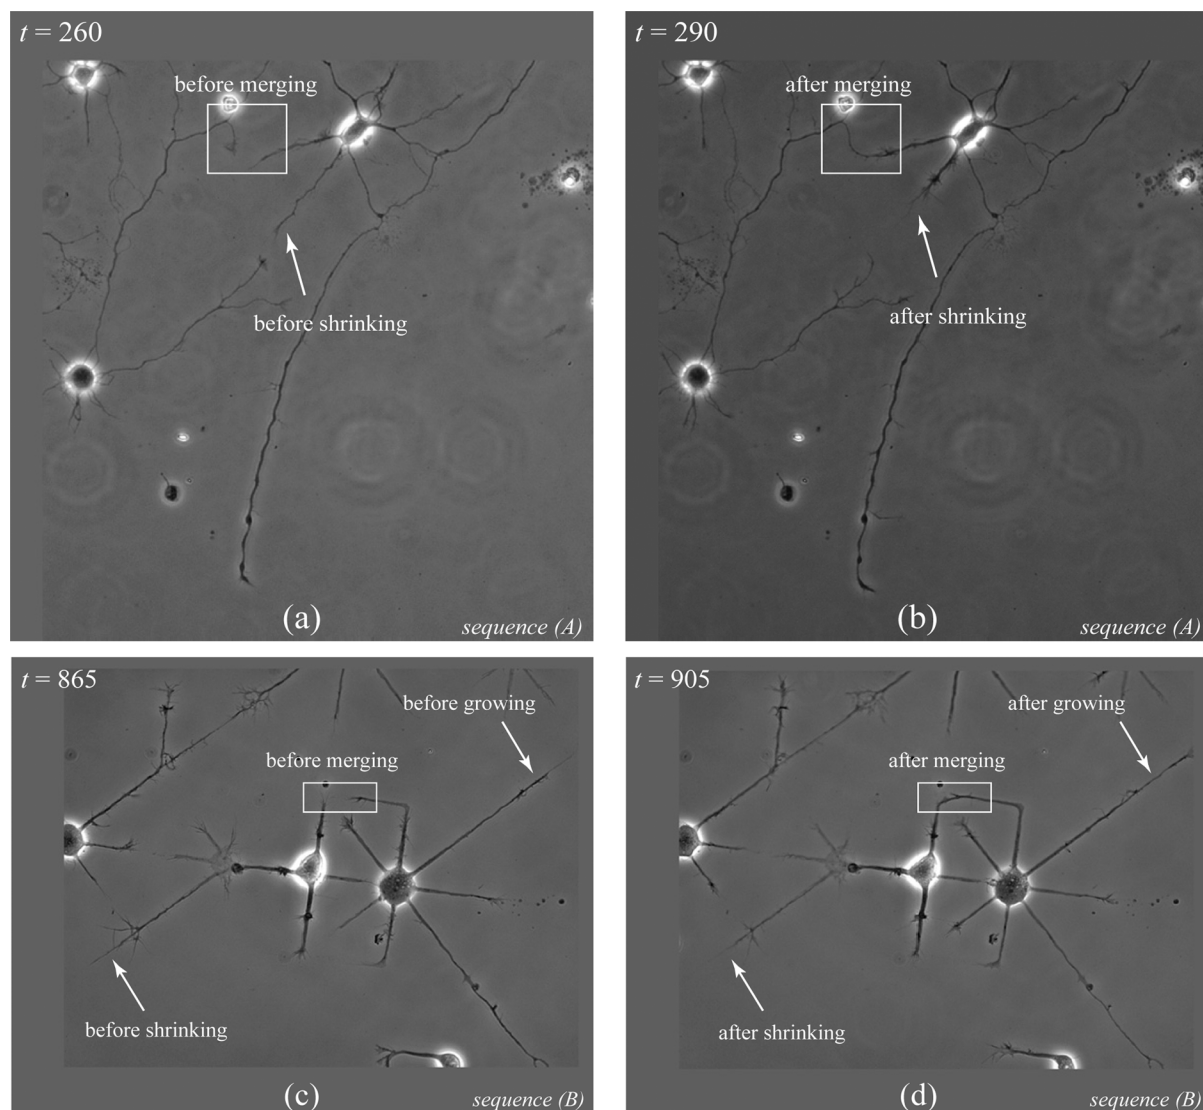 t = 260
before merging
before shrinking
(a)
sequence (A)
t = 290
after merging
after shrinking
(b)
sequence (A)
t = 865
before growing
before merging
before shrinking
(c)
sequence (B)
t = 905
after growing
after merging
after shrinking
(d)
sequence (B)